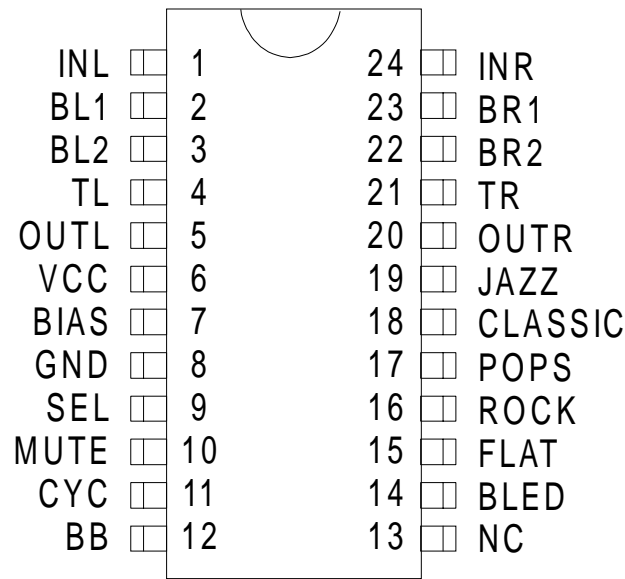 INL 1 24 INR
BL1 2 23 BR1
BL2 3 22 BR2
TL 4 21 TR
OUTL 5 20 OUTR
VCC 6 19 JAZZ
BIAS 7 18 CLASSIC
GND 8 17 POPS
SEL 9 16 ROCK
MUTE 10 15 FLAT
CYC 11 14 BLED
BB 12 13 NC